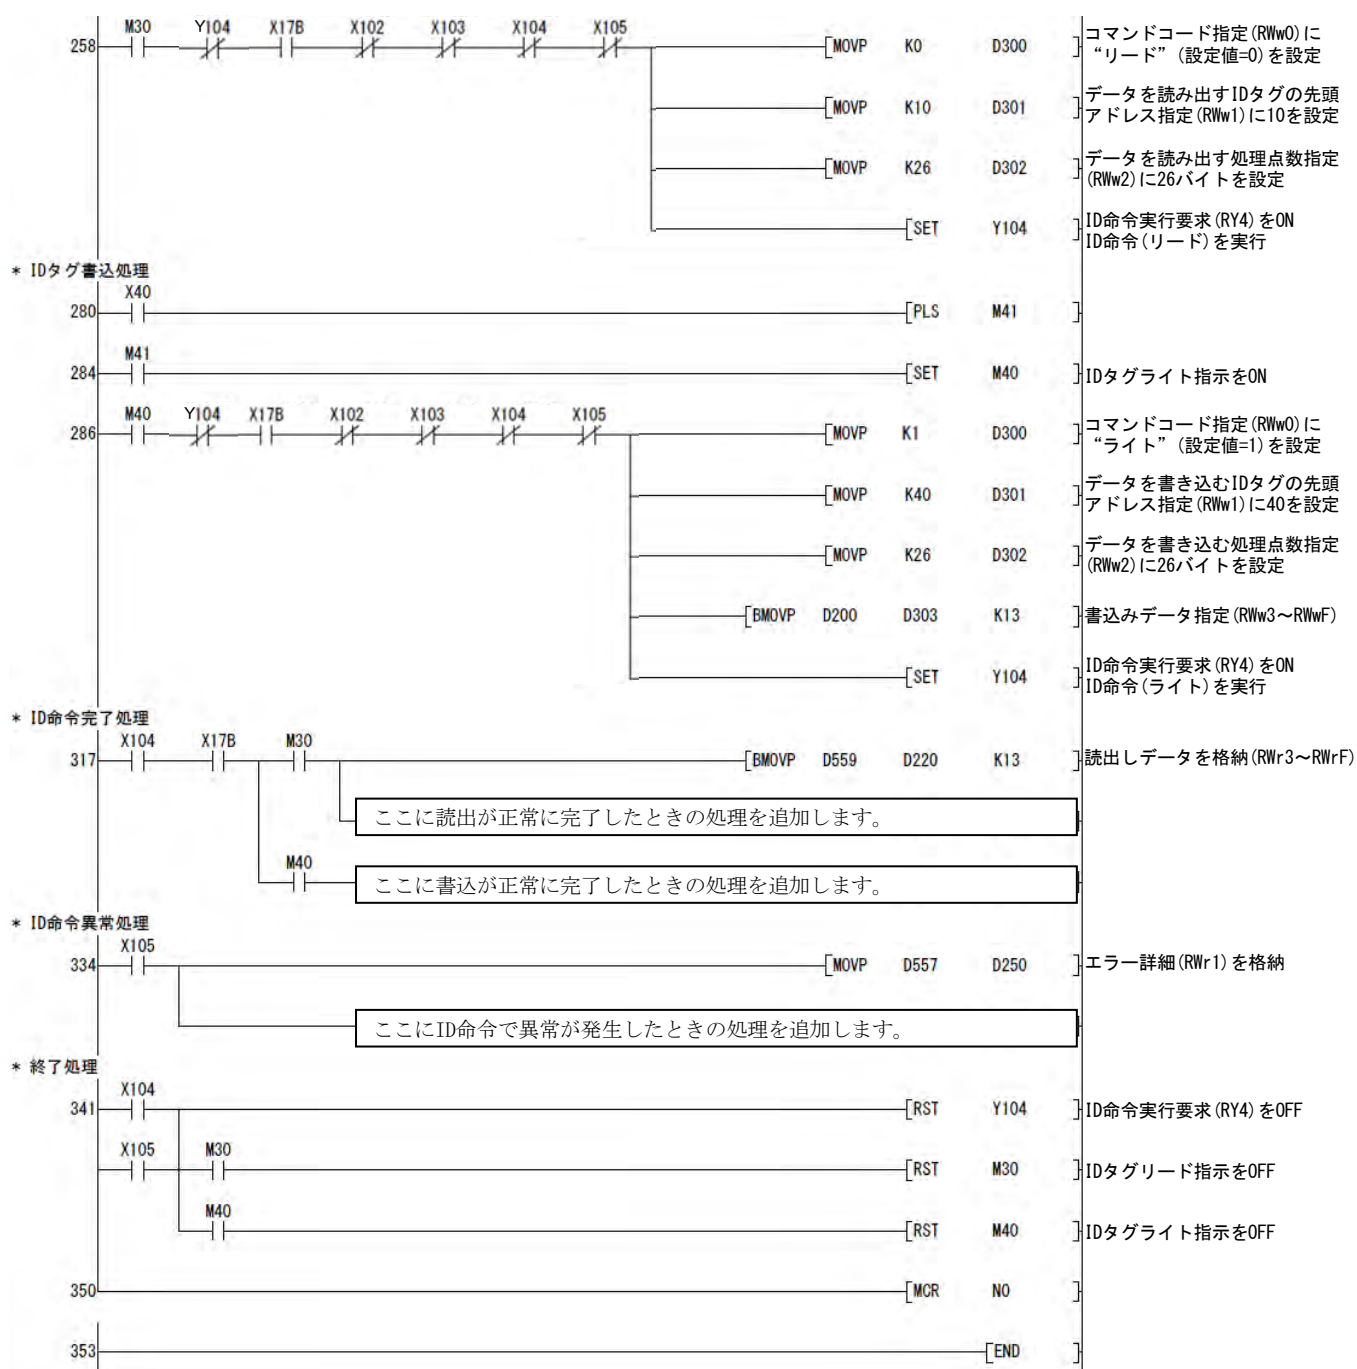 M30 Y104 X17B X102 X103 X104 X105
258 MOVP K0 D300 コマンドコード指定(RWw0)に
“リード”(設定値=0)を設定
MOVP K10 D301 データを読み出すIDタグの先頭
アドレス指定(RWw1)に10を設定
MOVP K26 D302 データを読み出す処理点数指定
(RWw2)に26バイトを設定
SET Y104 ID命令実行要求(RY4)をON
ID命令(リード)を実行
* IDタグ書込処理
X40
280 PLS M41
M41
284 SET M40 IDタグライト指示をON
M40 Y104 X17B X102 X103 X104 X105
286 MOVP K1 D300 コマンドコード指定(RWw0)に
“ライト”(設定値=1)を設定
MOVP K40 D301 データを書き込むIDタグの先頭
アドレス指定(RWw1)に40を設定
MOVP K26 D302 データを書き込む処理点数指定
(RWw2)に26バイトを設定
BMOVP D200 D303 K13 書込みデータ指定(RWw3～RWwF)
SET Y104 ID命令実行要求(RY4)をON
ID命令(ライト)を実行
* ID命令完了処理
X104 X17B M30
317 BMOVP D559 D220 K13 読出しデータを格納(RWr3～RWrF)
ここに読出が正常に完了したときの処理を追加します。
M40
ここに書込が正常に完了したときの処理を追加します。
* ID命令異常処理
X105
334 MOVP D557 D250 エラー詳細(RWr1)を格納
ここにID命令で異常が発生したときの処理を追加します。
* 終了処理
X104
341 RST Y104 ID命令実行要求(RY4)をOFF
X105 M30
RST M30 IDタグリード指示をOFF
M40
RST M40 IDタグライト指示をOFF
350 MCR N0
353 END